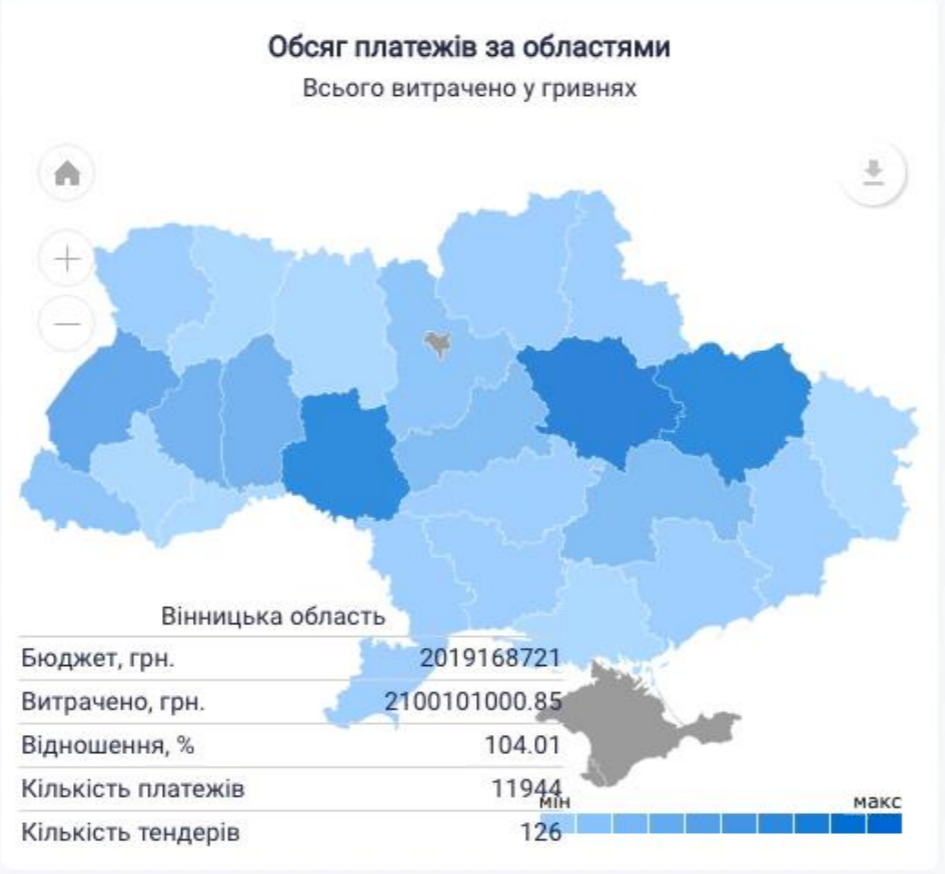 Обсяг платежів за областями
Всього витрачено у гривнях
Вінницька область
Бюджет, грн. 2019168721
Витрачено, грн. 2100101000.85
Відношення, % 104.01
Кількість платежів 11944
мін макс
Кількість тендерів 126